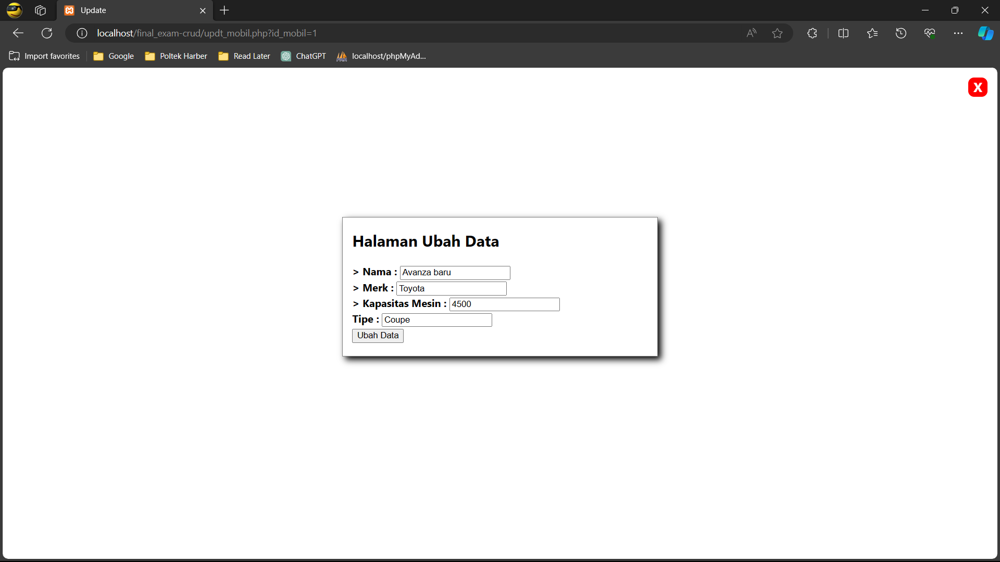 Update
localhost/final_exam-crud/updt_mobil.php?id_mobil=1
Import favorites Google Poltek Harber Read Later ChatGPT localhost/phpMyAd...
X
Halaman Ubah Data
> Nama : Avanza baru
> Merk : Toyota
> Kapasitas Mesin : 4500
Tipe : Coupe
Ubah Data